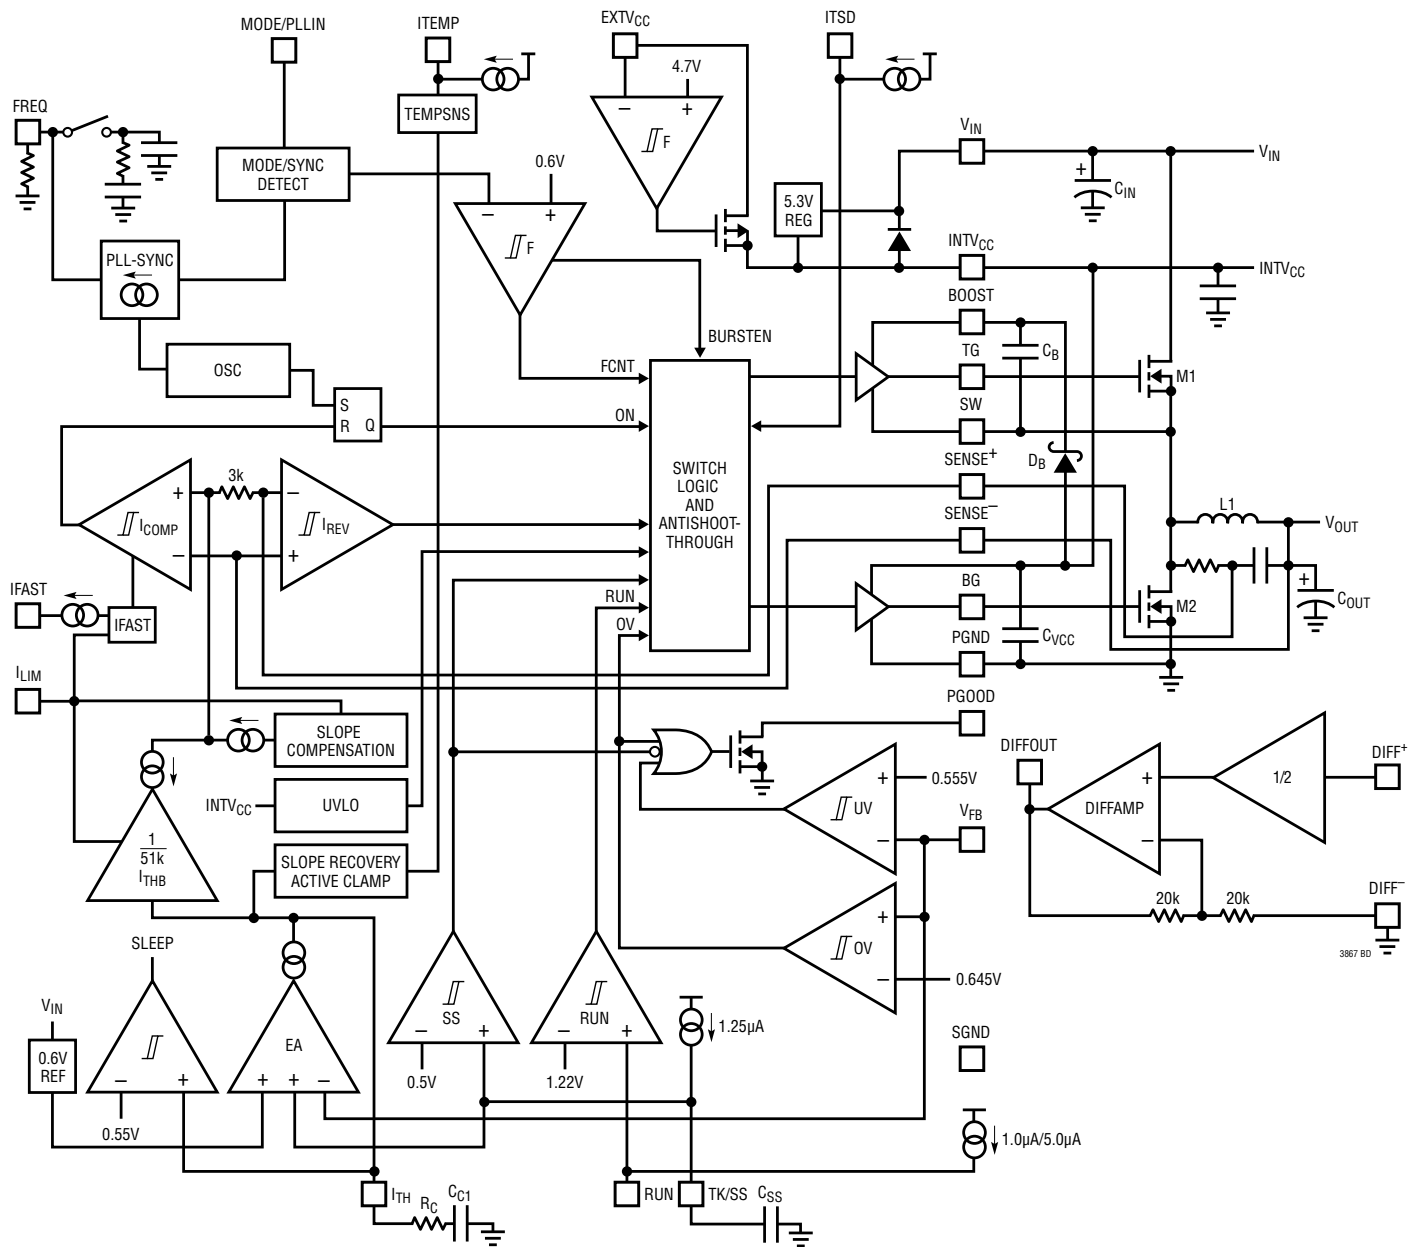 MODE/PLLIN
ITEMP
EXTVCC
ITSD
4.7V
FREQ
TEMPSNS
− +
F
VIN
VIN
MODE/SYNC
DETECT
0.6V
+
CIN
5.3V
REG
− +
F
PLL-SYNC
INTVCC
INTVCC
BOOST
BURSTEN
OSC
FCNT
TG
CB
M1
S
R Q
ON
SW
SENSE+
DB
3k
+ −
ICOMP
IREV
− +
SWITCH
LOGIC
AND
ANTISHOOT-
THROUGH
SENSE−
L1
VOUT
IFAST
IFAST
RUN
OV
BG
M2
+
COUT
PGND
CVCC
ILIM
PGOOD
SLOPE
COMPENSATION
DIFFOUT
DIFF+
+
0.555V
1/2
INTVCC
UVLO
UV
VFB
+
DIFFAMP
−
−
1
51k
ITHB
SLOPE RECOVERY
ACTIVE CLAMP
20k
20k
DIFF−
+
OV
−
0.645V
3867 BD
SLEEP
VIN
SS
RUN
1.25µA
SGND
− +
− +
0.6V
REF
EA
− +
+ + −
0.5V
1.22V
0.55V
1.0µA/5.0µA
ITH
RC
CC1
RUN
TK/SS
CSS